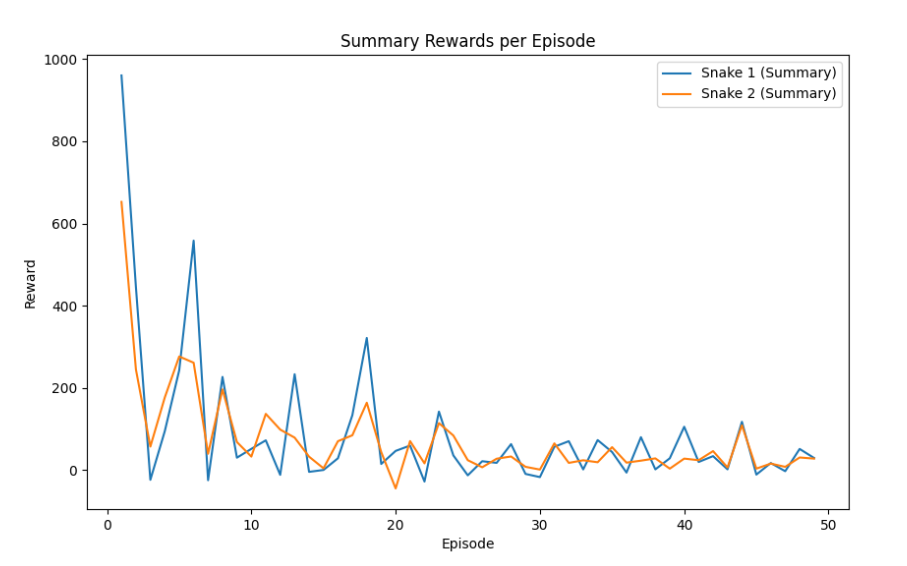 Summary Rewards per Episode
Snake 1 (Summary)
Snake 2 (Summary)
Reward
1000
800
600
400
200
0
0 10 20 30 40 50
Episode